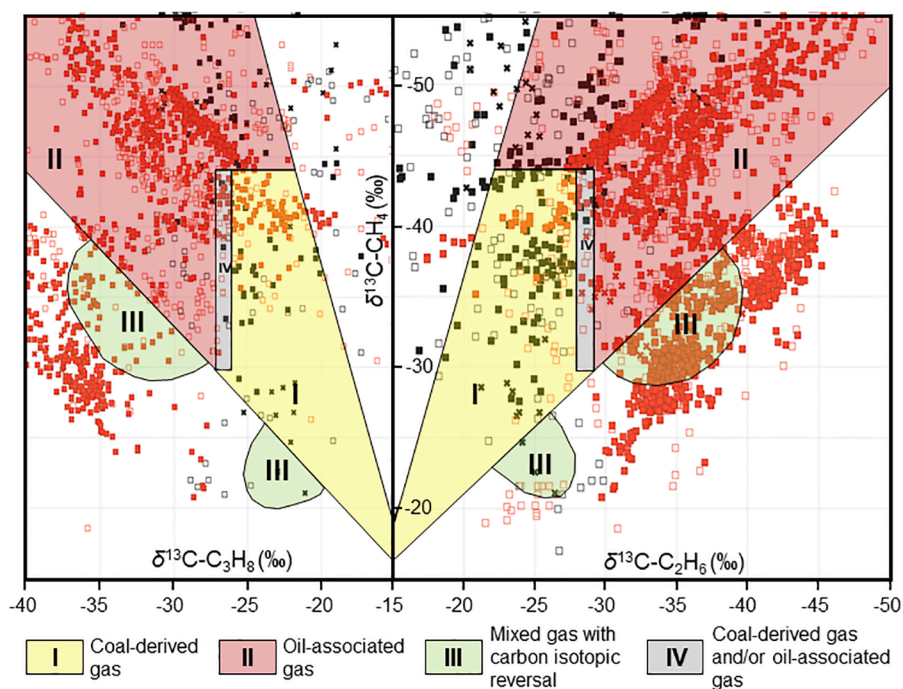 -50
-40
-30
-20
δ¹³C-CH₄ (‰)
II
II
IV
IV
III
III
I
I
III
III
δ¹³C-C₃H₈ (‰)
δ¹³C-C₂H₆ (‰)
-40 -35 -30 -25 -20 -15 -20 -25 -30 -35 -40 -45 -50
I Coal-derived gas
II Oil-associated gas
III Mixed gas with carbon isotopic reversal
IV Coal-derived gas and/or oil-associated gas